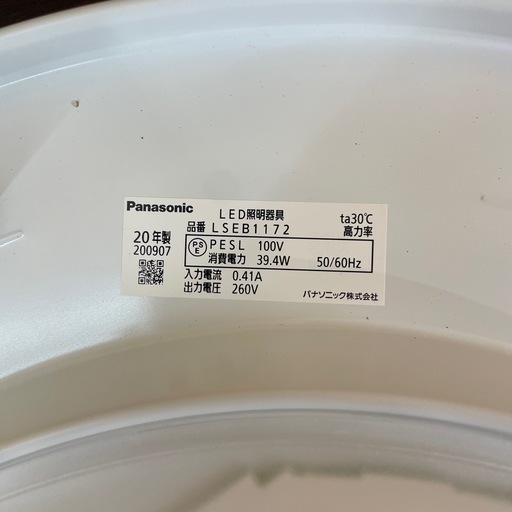 Panasonic LED照明器具 ta30℃
品番 LSEB1172 高力率
20年製
200907
PSE PESL 100V
消費電力 39.4W 50/60Hz
入力電流 0.41A
出力電圧 260V パナソニック株式会社